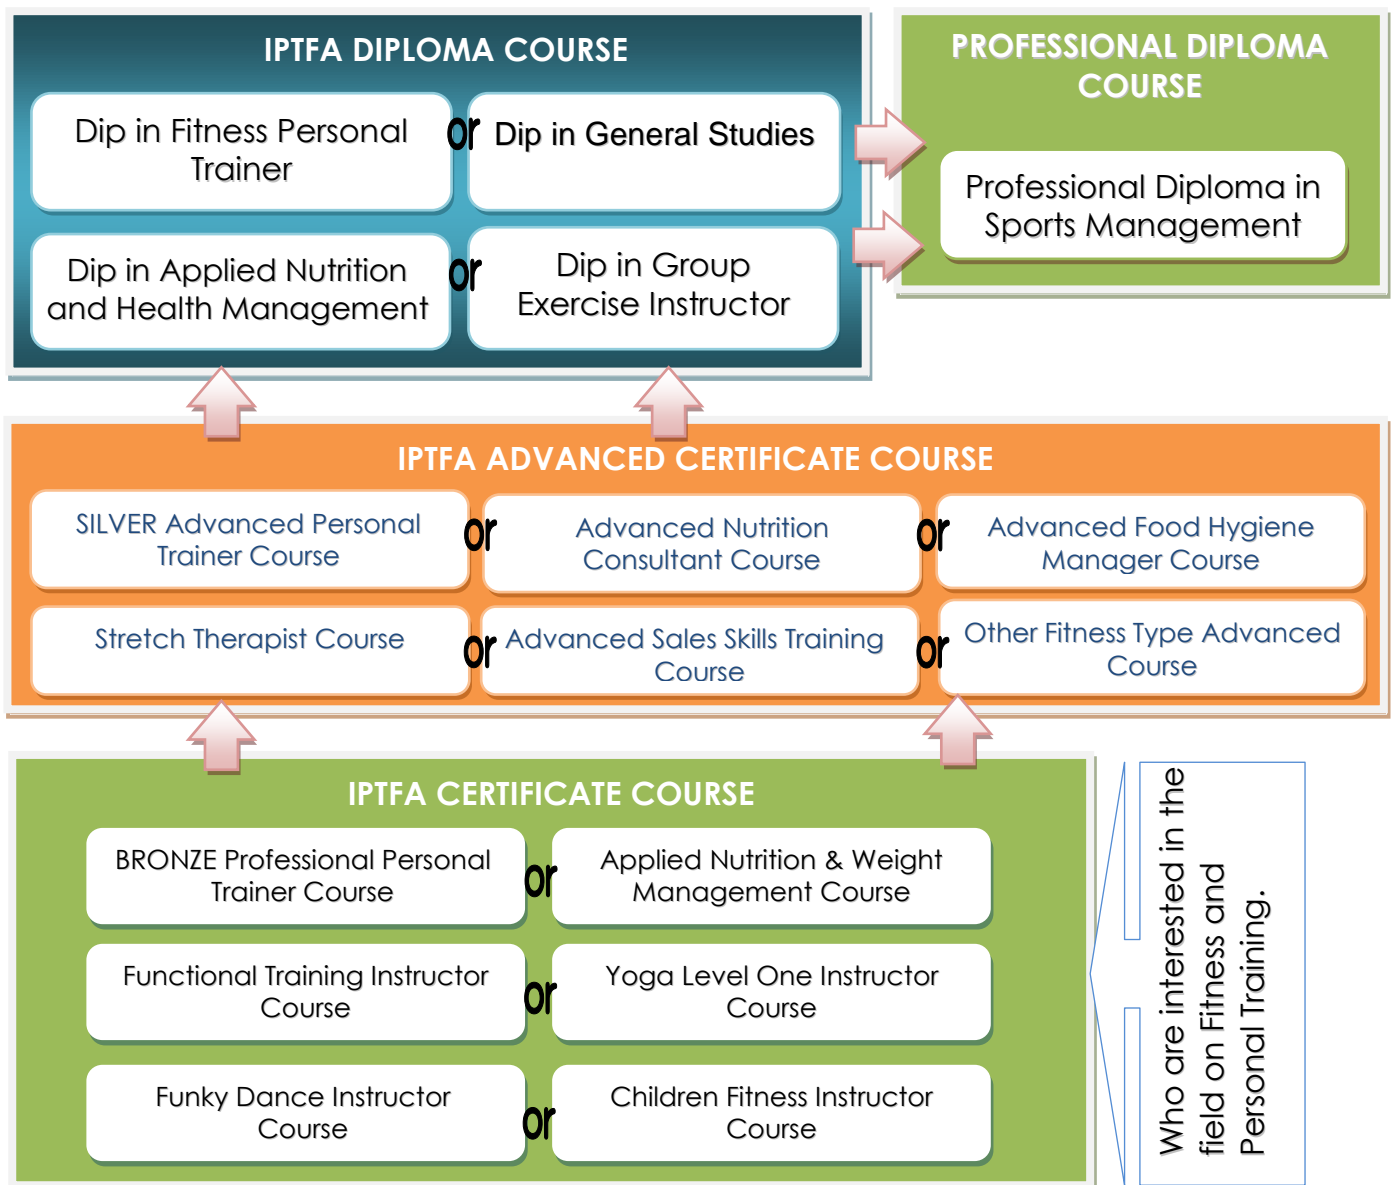 IPTFA DIPLOMA COURSE
Dip in Fitness Personal
Trainer
or
Dip in General Studies
Dip in Applied Nutrition
and Health Management
or
Dip in Group
Exercise Instructor
PROFESSIONAL DIPLOMA
COURSE
Professional Diploma in
Sports Management
IPTFA ADVANCED CERTIFICATE COURSE
SILVER Advanced Personal
Trainer Course
or
Advanced Nutrition
Consultant Course
or
Advanced Food Hygiene
Manager Course
Stretch Therapist Course
or
Advanced Sales Skills Training
Course
or
Other Fitness Type Advanced
Course
IPTFA CERTIFICATE COURSE
BRONZE Professional Personal
Trainer Course
or
Applied Nutrition & Weight
Management Course
Functional Training Instructor
Course
or
Yoga Level One Instructor
Course
Funky Dance Instructor
Course
or
Children Fitness Instructor
Course
Who are interested in the
field on Fitness and
Personal Training.